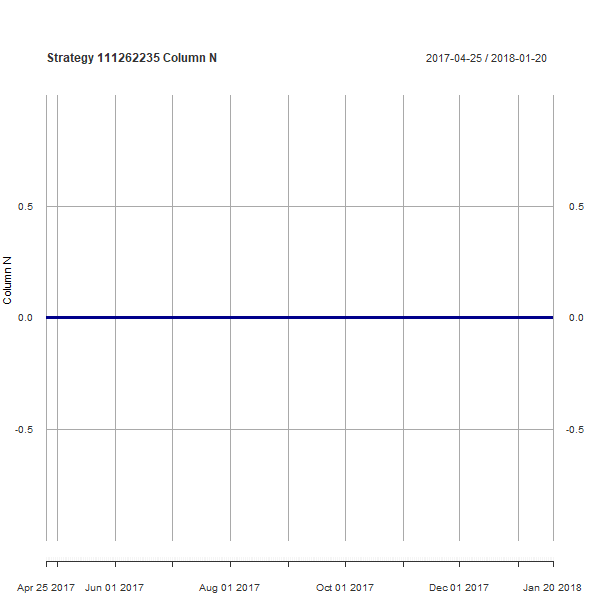 Strategy 111262235 Column N
2017-04-25 / 2018-01-20
0.5
0.5
Column N
0.0
0.0
-0.5
-0.5
Apr 25 2017
Jun 01 2017
Aug 01 2017
Oct 01 2017
Dec 01 2017
Jan 20 2018